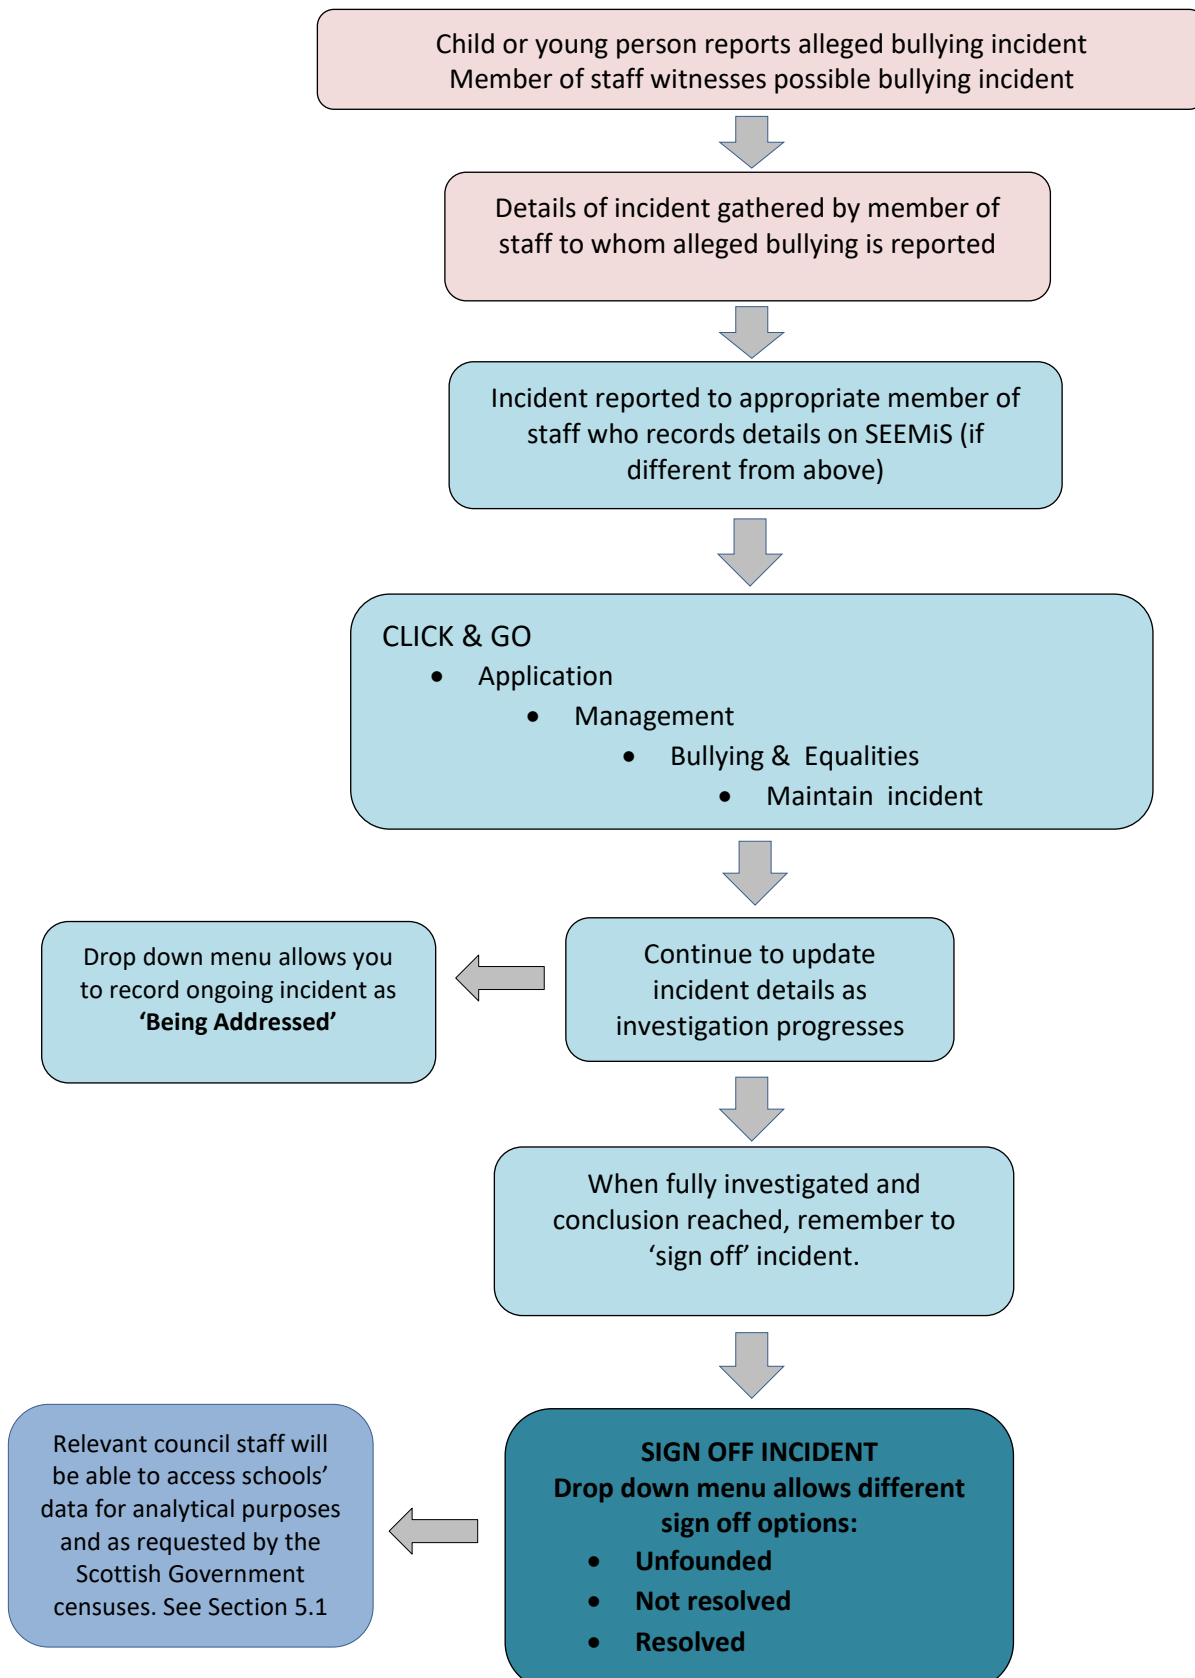 Child or young person reports alleged bullying incident
Member of staff witnesses possible bullying incident
Details of incident gathered by member of
staff to whom alleged bullying is reported
Incident reported to appropriate member of
staff who records details on SEEMiS (if
different from above)
CLICK & GO
• Application
• Management
• Bullying & Equalities
• Maintain incident
Continue to update
incident details as
investigation progresses
Drop down menu allows you
to record ongoing incident as
‘Being Addressed’
When fully investigated and
conclusion reached, remember to
‘sign off’ incident.
SIGN OFF INCIDENT
Drop down menu allows different
sign off options:
• Unfounded
• Not resolved
• Resolved
Relevant council staff will
be able to access schools’
data for analytical purposes
and as requested by the
Scottish Government
censuses. See Section 5.1